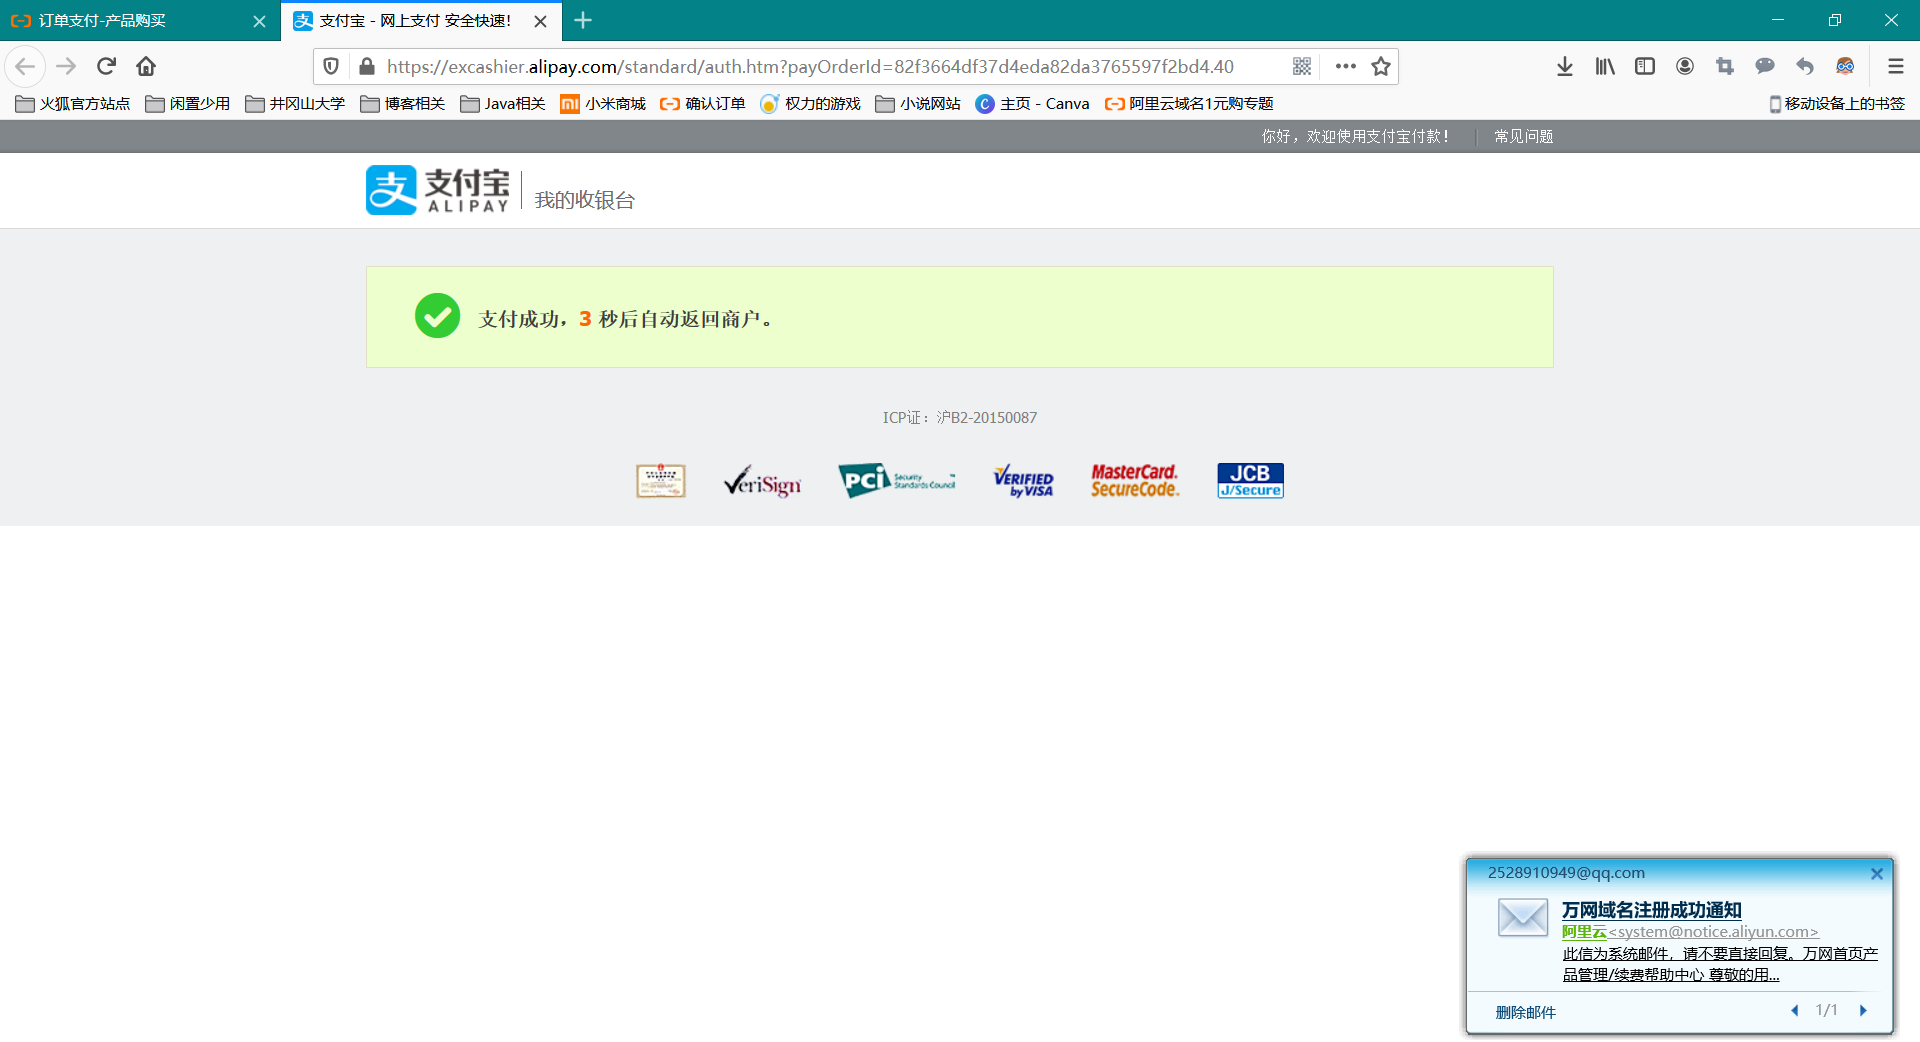 订单支付-产品购买
支付宝 - 网上支付 安全快速！
https://excashier.alipay.com/standard/auth.htm?payOrderId=82f3664df37d4eda82da3765597f2bd4.40
火狐官方站点 闲置少用 井冈山大学 博客相关 Java相关 小米商城 确认订单 权力的游戏 小说网站 主页 - Canva 阿里云域名1元购专题 移动设备上的书签
你好，欢迎使用支付宝付款！ 常见问题
支付宝 ALIPAY 我的收银台
支付成功，3 秒后自动返回商户。
ICP证：沪B2-20150087
VeriSign PCI Security Standards Council VERIFIED by VISA MasterCard. SecureCode. JCB J/Secure
2528910949@qq.com
万网域名注册成功通知
阿里云<system@notice.aliyun.com>
此信为系统邮件，请不要直接回复。万网首页产
品管理/续费帮助中心 尊敬的用...
删除邮件 1/1